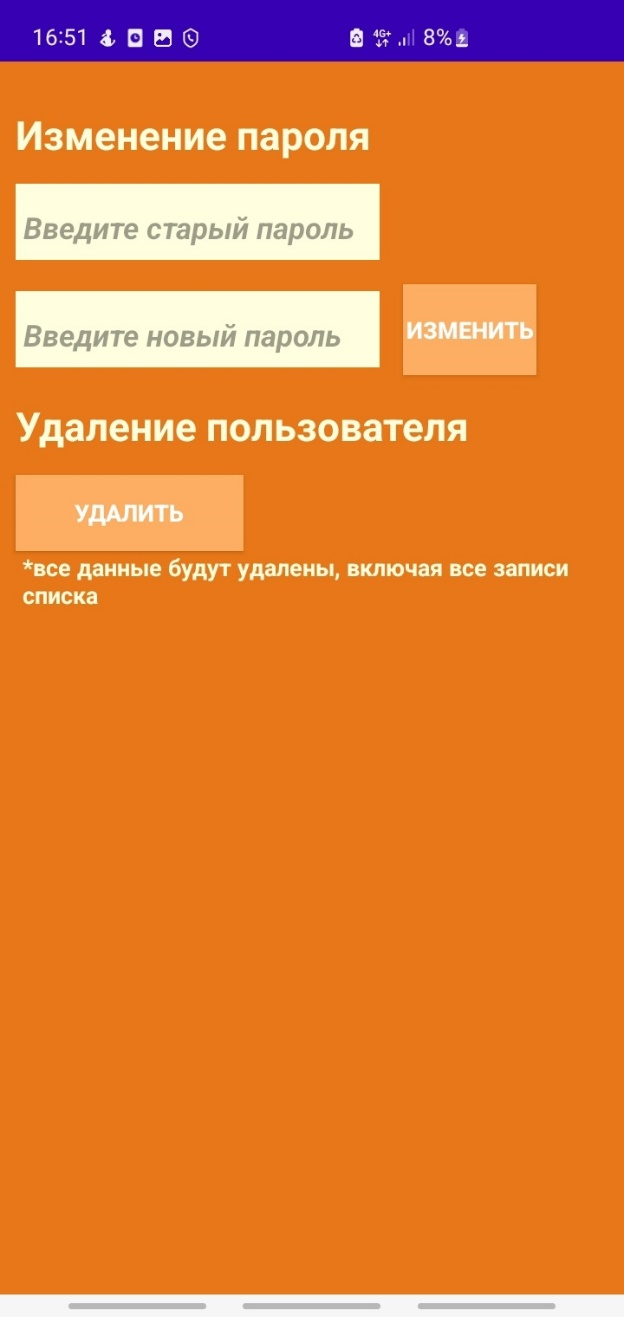 16:51 4G+ 8%
Изменение пароля
Введите старый пароль
Введите новый пароль
ИЗМЕНИТЬ
Удаление пользователя
УДАЛИТЬ
*все данные будут удалены, включая все записи
списка